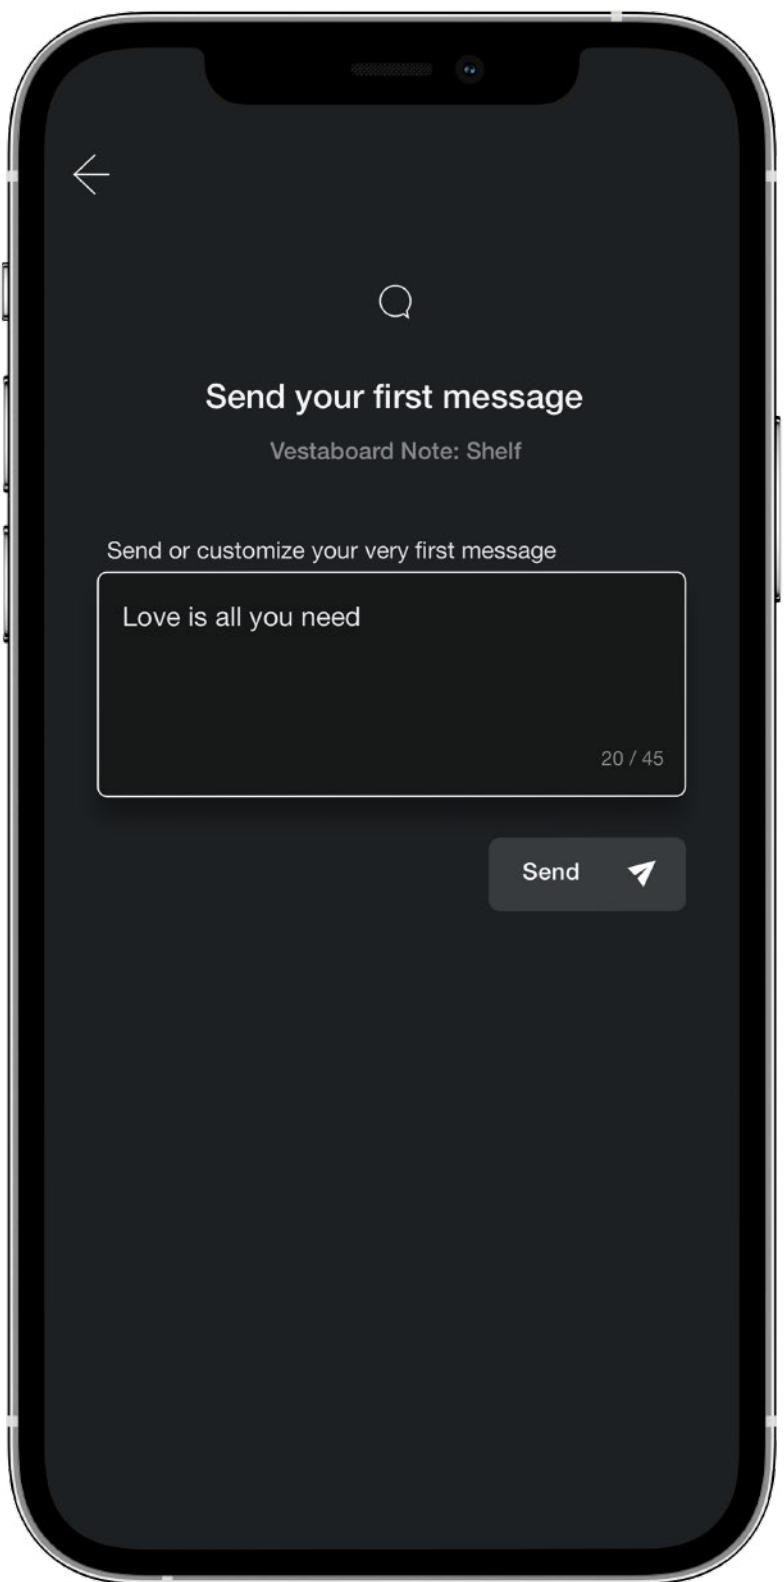 Send your first message
Vestaboard Note: Shelf
Send or customize your very first message
Love is all you need
20 / 45
Send